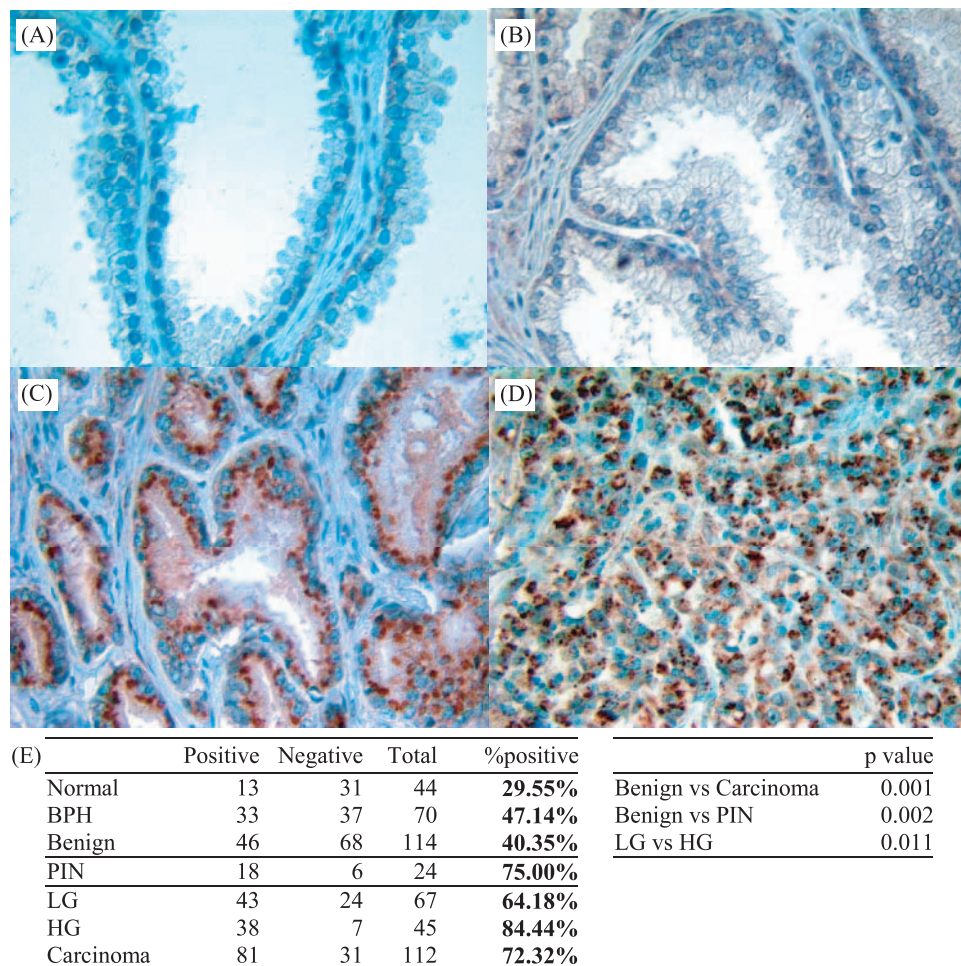 (A)
(B)
(C)
(D)
(E)
Positive Negative Total %positive
Normal 13 31 44 29.55%
BPH 33 37 70 47.14%
Benign 46 68 114 40.35%
PIN 18 6 24 75.00%
LG 43 24 67 64.18%
HG 38 7 45 84.44%
Carcinoma 81 31 112 72.32%
p value
Benign vs Carcinoma 0.001
Benign vs PIN 0.002
LG vs HG 0.011